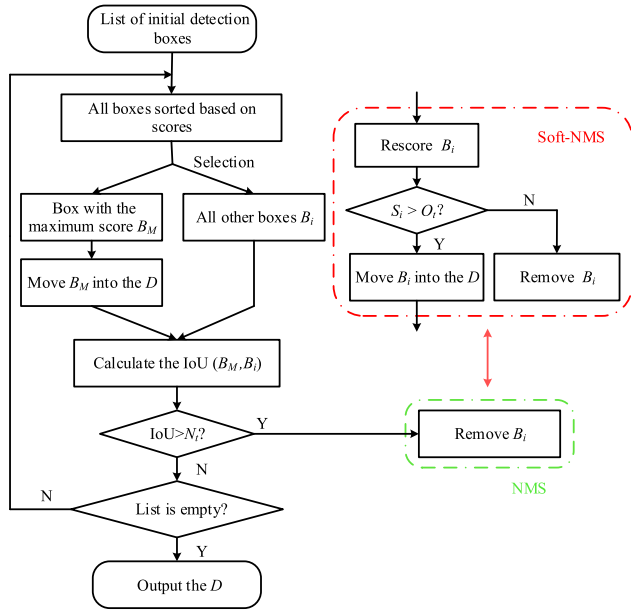 List of initial detection
boxes
All boxes sorted based on
scores
Selection
Box with the
maximum score B_M
All other boxes B_i
Move B_M into the D
Calculate the IoU (B_M,B_i)
IoU>N_t?
Y
N
List is empty?
N
Y
Output the D
Soft-NMS
Rescore B_i
S_i > O_t?
N
Y
Move B_i into the D
Remove B_i
Remove B_i
NMS